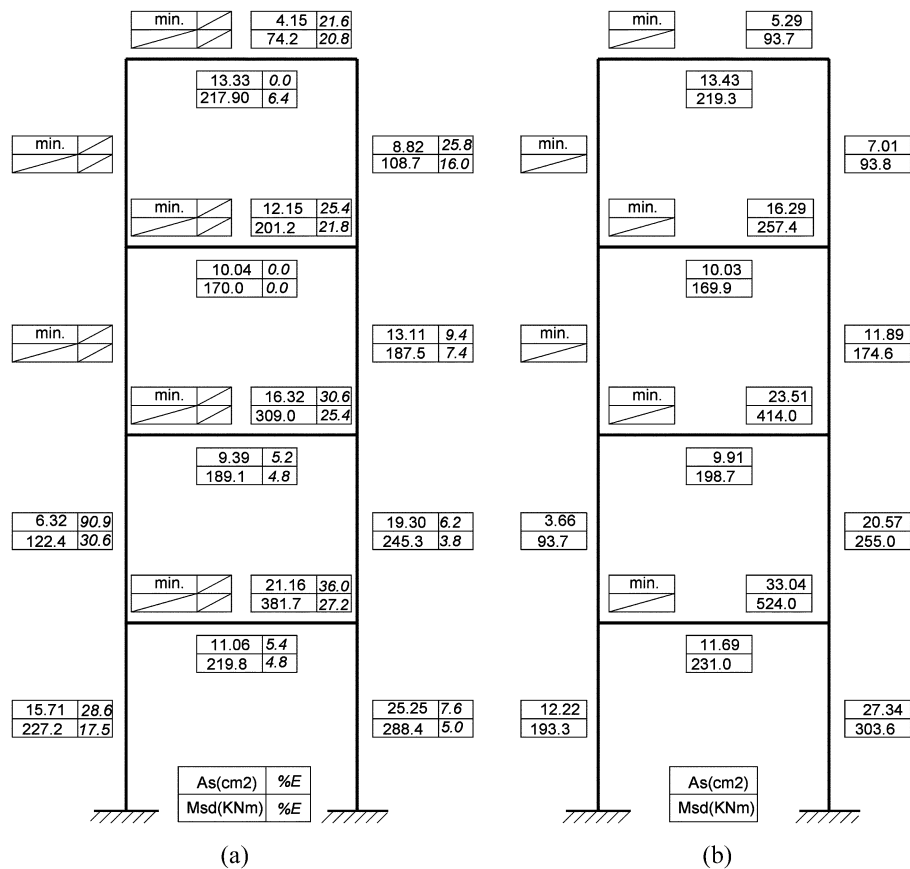 min. 4.15 21.6 min. 5.29
74.2 20.8 93.7
13.33 0.0 13.43
217.90 6.4 219.3
min. 8.82 25.8 min. 7.01
108.7 16.0 93.8
min. 12.15 25.4 min. 16.29
201.2 21.8 257.4
10.04 0.0 10.03
170.0 0.0 169.9
min. 13.11 9.4 min. 11.89
187.5 7.4 174.6
min. 16.32 30.6 min. 23.51
309.0 25.4 414.0
9.39 5.2 9.91
189.1 4.8 198.7
6.32 90.9 19.30 6.2 3.66 20.57
122.4 30.6 245.3 3.8 93.7 255.0
min. 21.16 36.0 min. 33.04
381.7 27.2 524.0
11.06 5.4 11.69
219.8 4.8 231.0
15.71 28.6 25.25 7.6 12.22 27.34
227.2 17.5 288.4 5.0 193.3 303.6
As(cm2) %E As(cm2)
Msd(KNm) %E Msd(KNm)
(a) (b)